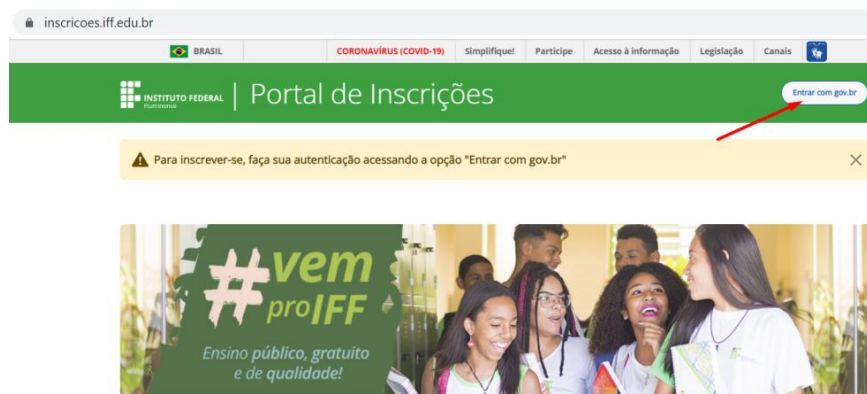 inscricoes.iff.edu.br
BRASIL CORONAVÍRUS (COVID-19) Simplifique! Participe Acesso à informação Legislação Canais
INSTITUTO FEDERAL
Fluminense
Portal de Inscrições
Entrar com gov.br
Para inscrever-se, faça sua autenticação acessando a opção "Entrar com gov.br"
#vem
proIFF
Ensino público, gratuito
e de qualidade!